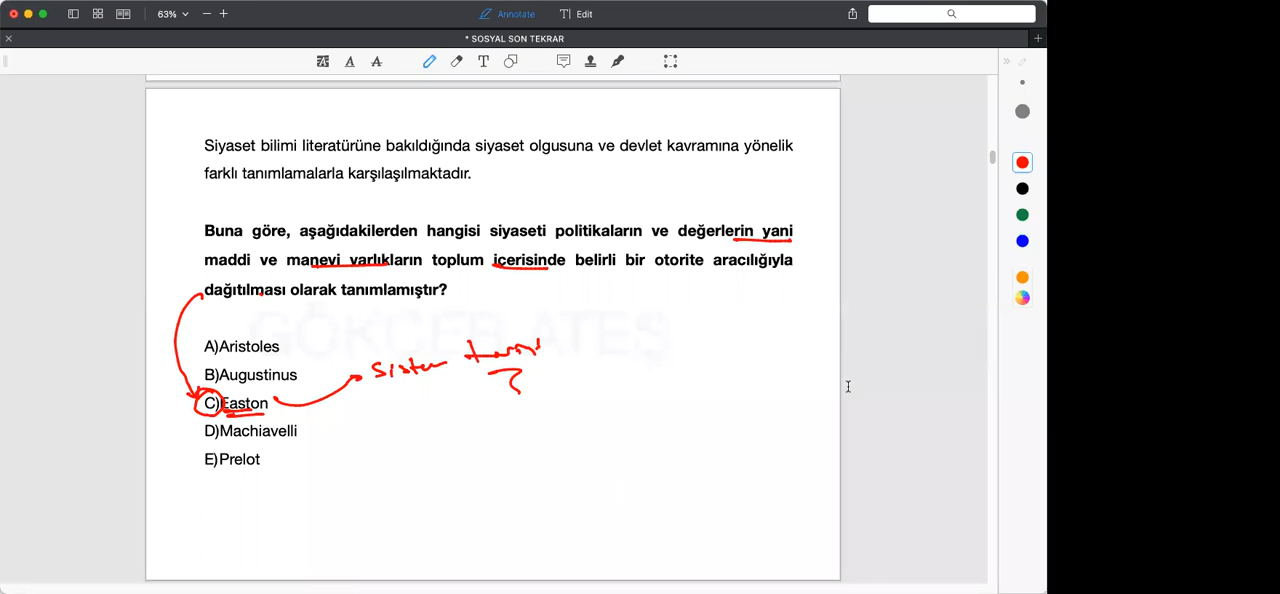 63%
Annotate
Edit
* SOSYAL SON TEKRAR
Siyaset bilimi literatürüne bakıldığında siyaset olgusuna ve devlet kavramına yönelik
farklı tanımlamalarla karşılaşılmaktadır.
Buna göre, aşağıdakilerden hangisi siyaseti politikaların ve değerlerin yani
maddi ve manevi varlıkların toplum içerisinde belirli bir otorite aracılığıyla
dağıtılması olarak tanımlamıştır?
GÖKÇEB ATEŞ
A)Aristoles
B)Augustinus
sistem
C)Easton
D)Machiavelli
E)Prelot